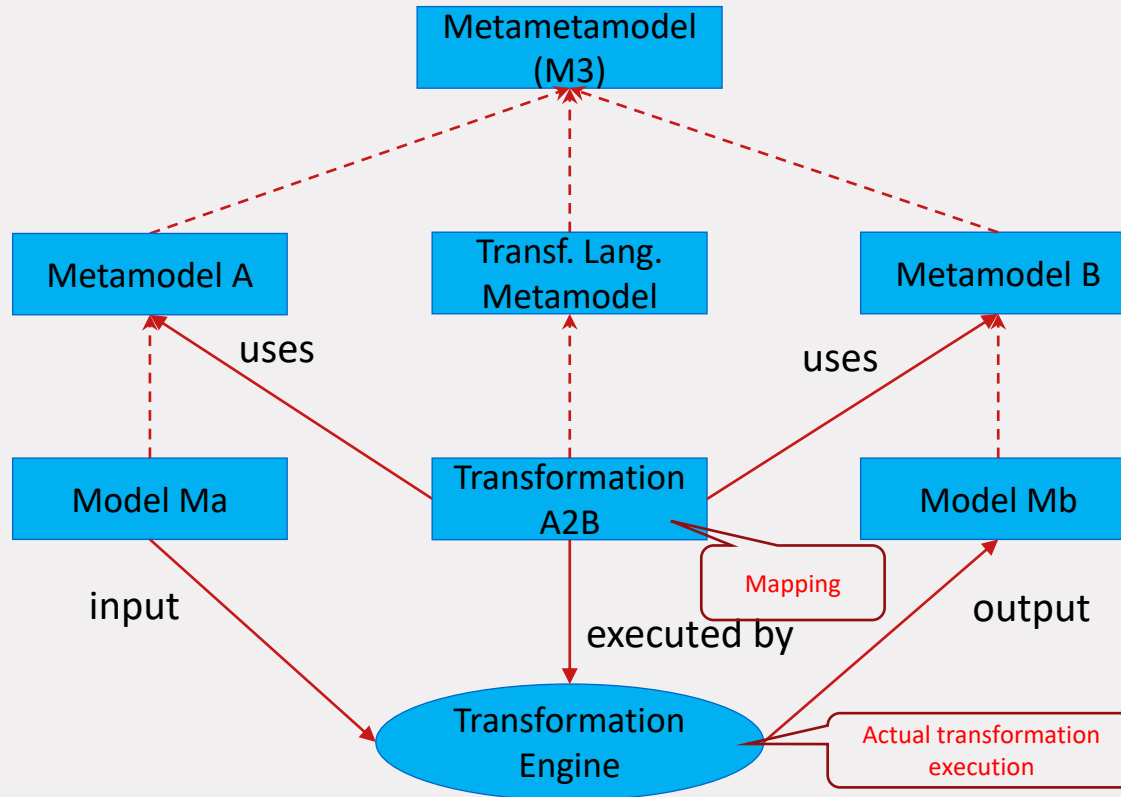 Metametamodel
(M3)
Metamodel A
Transf. Lang.
Metamodel
Metamodel B
uses
uses
Model Ma
Transformation
A2B
Model Mb
Mapping
input
output
executed by
Transformation
Engine
Actual transformation
execution